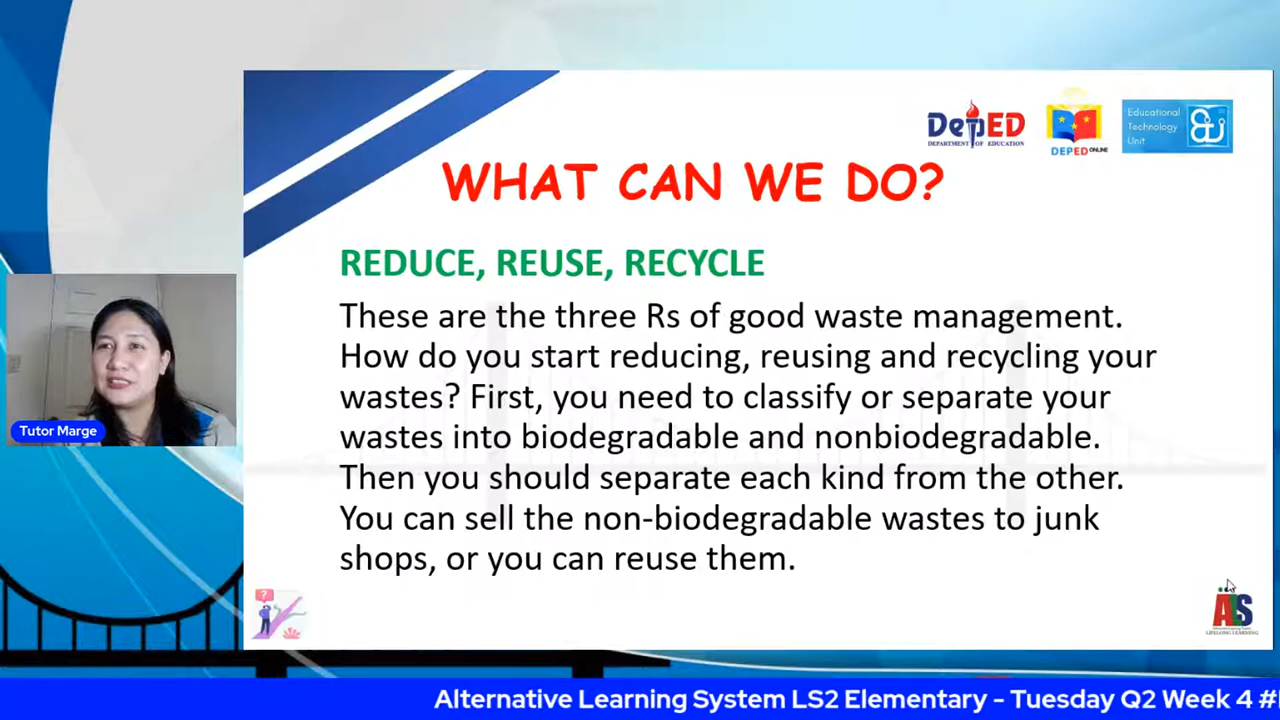 DepED
DEPARTMENT OF EDUCATION
DEPED ONLINE
Educational
Technology
Unit
WHAT CAN WE DO?
REDUCE, REUSE, RECYCLE
These are the three Rs of good waste management.
How do you start reducing, reusing and recycling your
wastes? First, you need to classify or separate your
wastes into biodegradable and nonbiodegradable.
Then you should separate each kind from the other.
You can sell the non-biodegradable wastes to junk
shops, or you can reuse them.
Tutor Marge
?
ALS
LIFELONG LEARNING
Alternative Learning System LS2 Elementary - Tuesday Q2 Week 4 #